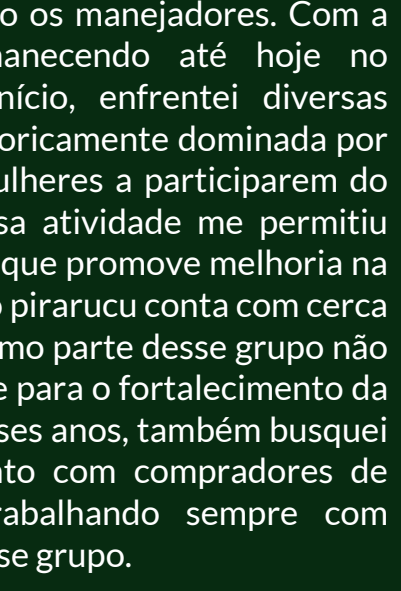 o os manejadores. Com a
anecendo até hoje no
nício, enfrentei diversas
oricamente dominada por
ulheres a participarem do
sa atividade me permitiu
que promove melhoria na
o pirarucu conta com cerca
mo parte desse grupo não
e para o fortalecimento da
ses anos, também busquei
nto com compradores de
rabalhando sempre com
se grupo.